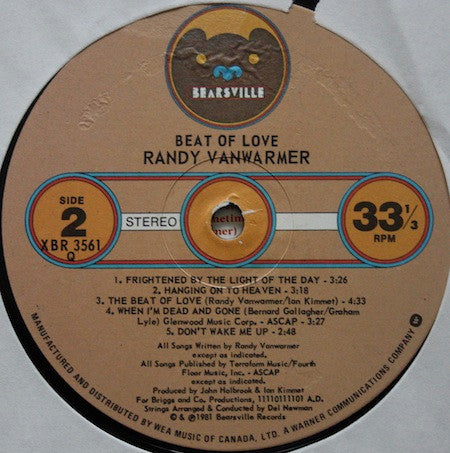 BEARSVILLE
BEAT OF LOVE
RANDY VANWARMER
SIDE
2
XBR 3561
Q
STEREO
33 1/3
RPM
1. FRIGHTENED BY THE LIGHT OF THE DAY - 3:26
2. HANGING ON TO HEAVEN - 3:18
3. THE BEAT OF LOVE (Randy Vanwarmer/Ian Kimmet) - 4:33
4. WHEN I'M DEAD AND GONE (Bernard Gollagher/Graham
Lyle) Glenwood Music Corp. - ASCAP - 3:27
5. DON'T WAKE ME UP - 2:48
All Songs Written by Randy Vanwarmer
except as indicated.
All Songs Published by Terraform Music/Fourth
Floor Music, Inc. - ASCAP
except as indicated.
Produced by John Holbrook & Ian Kimmet
For Briggs and Co. Productions, 11110111101 A.D.
Strings Arranged & Conducted by Del Newman
© & ℗ 1981 Bearsville Records
MANUFACTURED AND DISTRIBUTED BY WEA MUSIC OF CANADA, LTD. A WARNER COMMUNICATIONS COMPANY